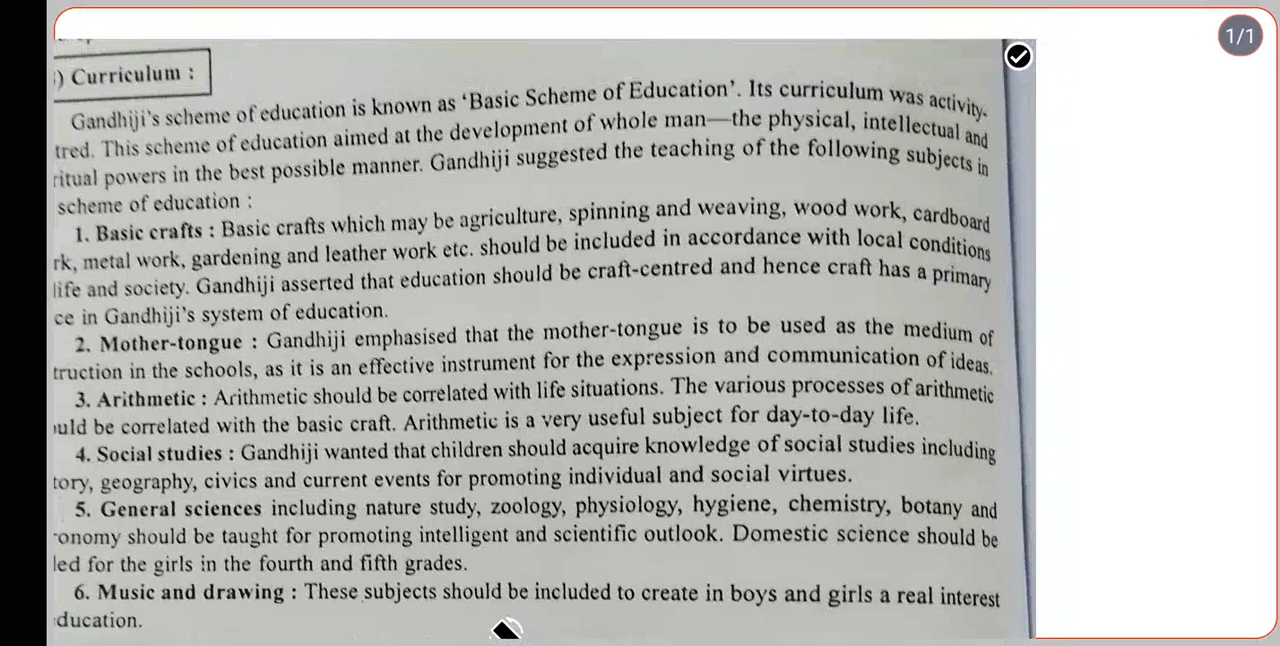 1/1
) Curriculum :
Gandhiji's scheme of education is known as 'Basic Scheme of Education'. Its curriculum was activity-
tred. This scheme of education aimed at the development of whole man—the physical, intellectual and
ritual powers in the best possible manner. Gandhiji suggested the teaching of the following subjects in
scheme of education :
1. Basic crafts : Basic crafts which may be agriculture, spinning and weaving, wood work, cardboard
rk, metal work, gardening and leather work etc. should be included in accordance with local conditions
life and society. Gandhiji asserted that education should be craft-centred and hence craft has a primary
ce in Gandhiji's system of education.
2. Mother-tongue : Gandhiji emphasised that the mother-tongue is to be used as the medium of
truction in the schools, as it is an effective instrument for the expression and communication of ideas.
3. Arithmetic : Arithmetic should be correlated with life situations. The various processes of arithmetic
uld be correlated with the basic craft. Arithmetic is a very useful subject for day-to-day life.
4. Social studies : Gandhiji wanted that children should acquire knowledge of social studies including
tory, geography, civics and current events for promoting individual and social virtues.
5. General sciences including nature study, zoology, physiology, hygiene, chemistry, botany and
onomy should be taught for promoting intelligent and scientific outlook. Domestic science should be
led for the girls in the fourth and fifth grades.
6. Music and drawing : These subjects should be included to create in boys and girls a real interest
ducation.